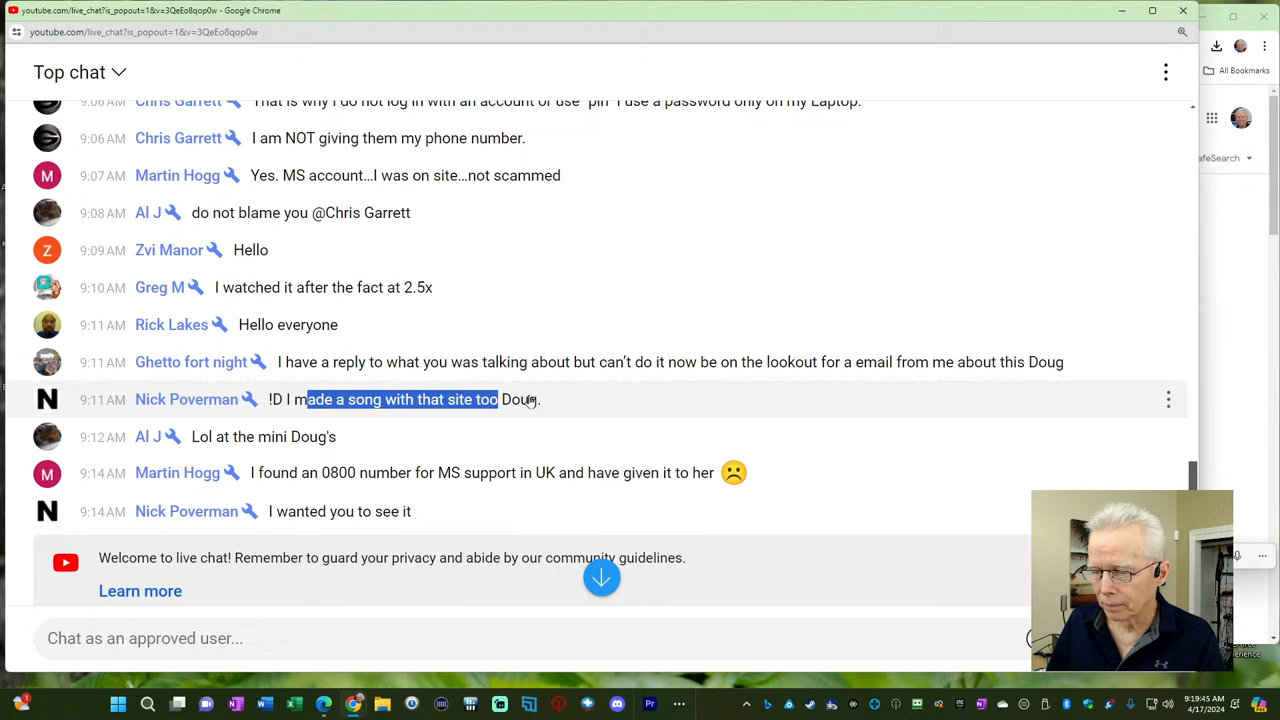 youtube.com/live_chat?is_popout=1&v=3QeEo8qop0w - Google Chrome
youtube.com/live_chat?is_popout=1&v=3QeEo8qop0w
Top chat
All Bookmarks
afeSearch
9:06 AM Chris Garrett That is why I do not log in with an account or use "pin" I use a password only on my Laptop.
9:06 AM Chris Garrett I am NOT giving them my phone number.
M 9:07 AM Martin Hogg Yes. MS account...I was on site...not scammed
9:08 AM Al J do not blame you @Chris Garrett
Z 9:09 AM Zvi Manor Hello
9:10 AM Greg M I watched it after the fact at 2.5x
9:11 AM Rick Lakes Hello everyone
9:11 AM Ghetto fort night I have a reply to what you was talking about but can't do it now be on the lookout for a email from me about this Doug
N 9:11 AM Nick Poverman !D I made a song with that site too Doug.
9:12 AM Al J Lol at the mini Doug's
M 9:14 AM Martin Hogg I found an 0800 number for MS support in UK and have given it to her
N 9:14 AM Nick Poverman I wanted you to see it
Welcome to live chat! Remember to guard your privacy and abide by our community guidelines.
Learn more
Chat as an approved user...
9:19:45 AM
4/17/2024